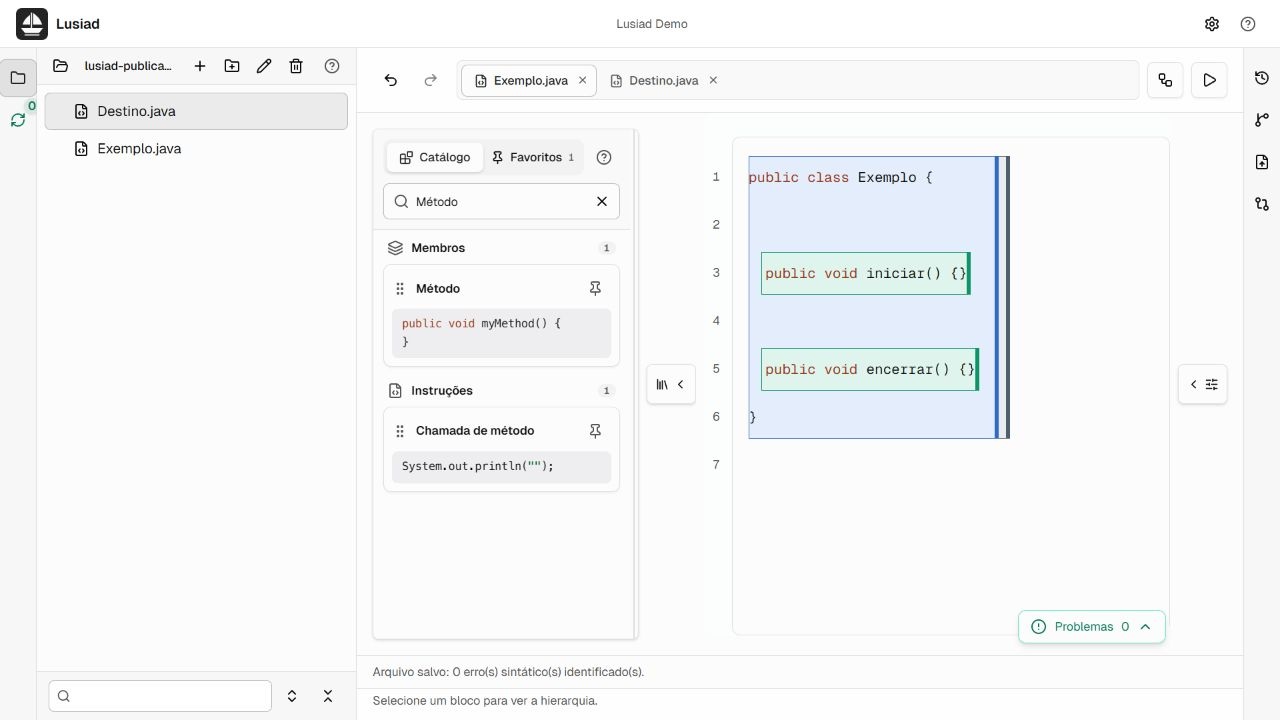 Lusiad
Lusiad Demo
lusiad-publica...
0
Destino.java
Exemplo.java
Exemplo.java
Destino.java
Catálogo
Favoritos 1
Método
Membros 1
Método
public void myMethod() {
}
Instruções 1
Chamada de método
System.out.println("");
1 public class Exemplo {
2
3 public void iniciar() {}
4
5 public void encerrar() {}
6 }
7
Problemas 0
Arquivo salvo: 0 erro(s) sintático(s) identificado(s).
Selecione um bloco para ver a hierarquia.